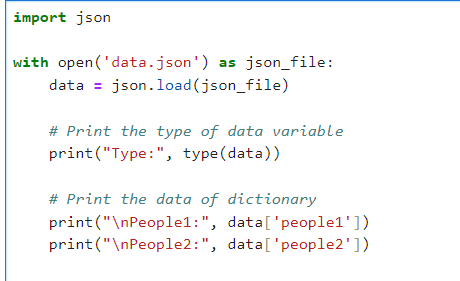 import json
with open('data.json') as json_file:
    data = json.load(json_file)
    # Print the type of data variable
    print("Type:", type(data))
    # Print the data of dictionary
    print("\nPeople1:", data['people1'])
    print("\nPeople2:", data['people2'])